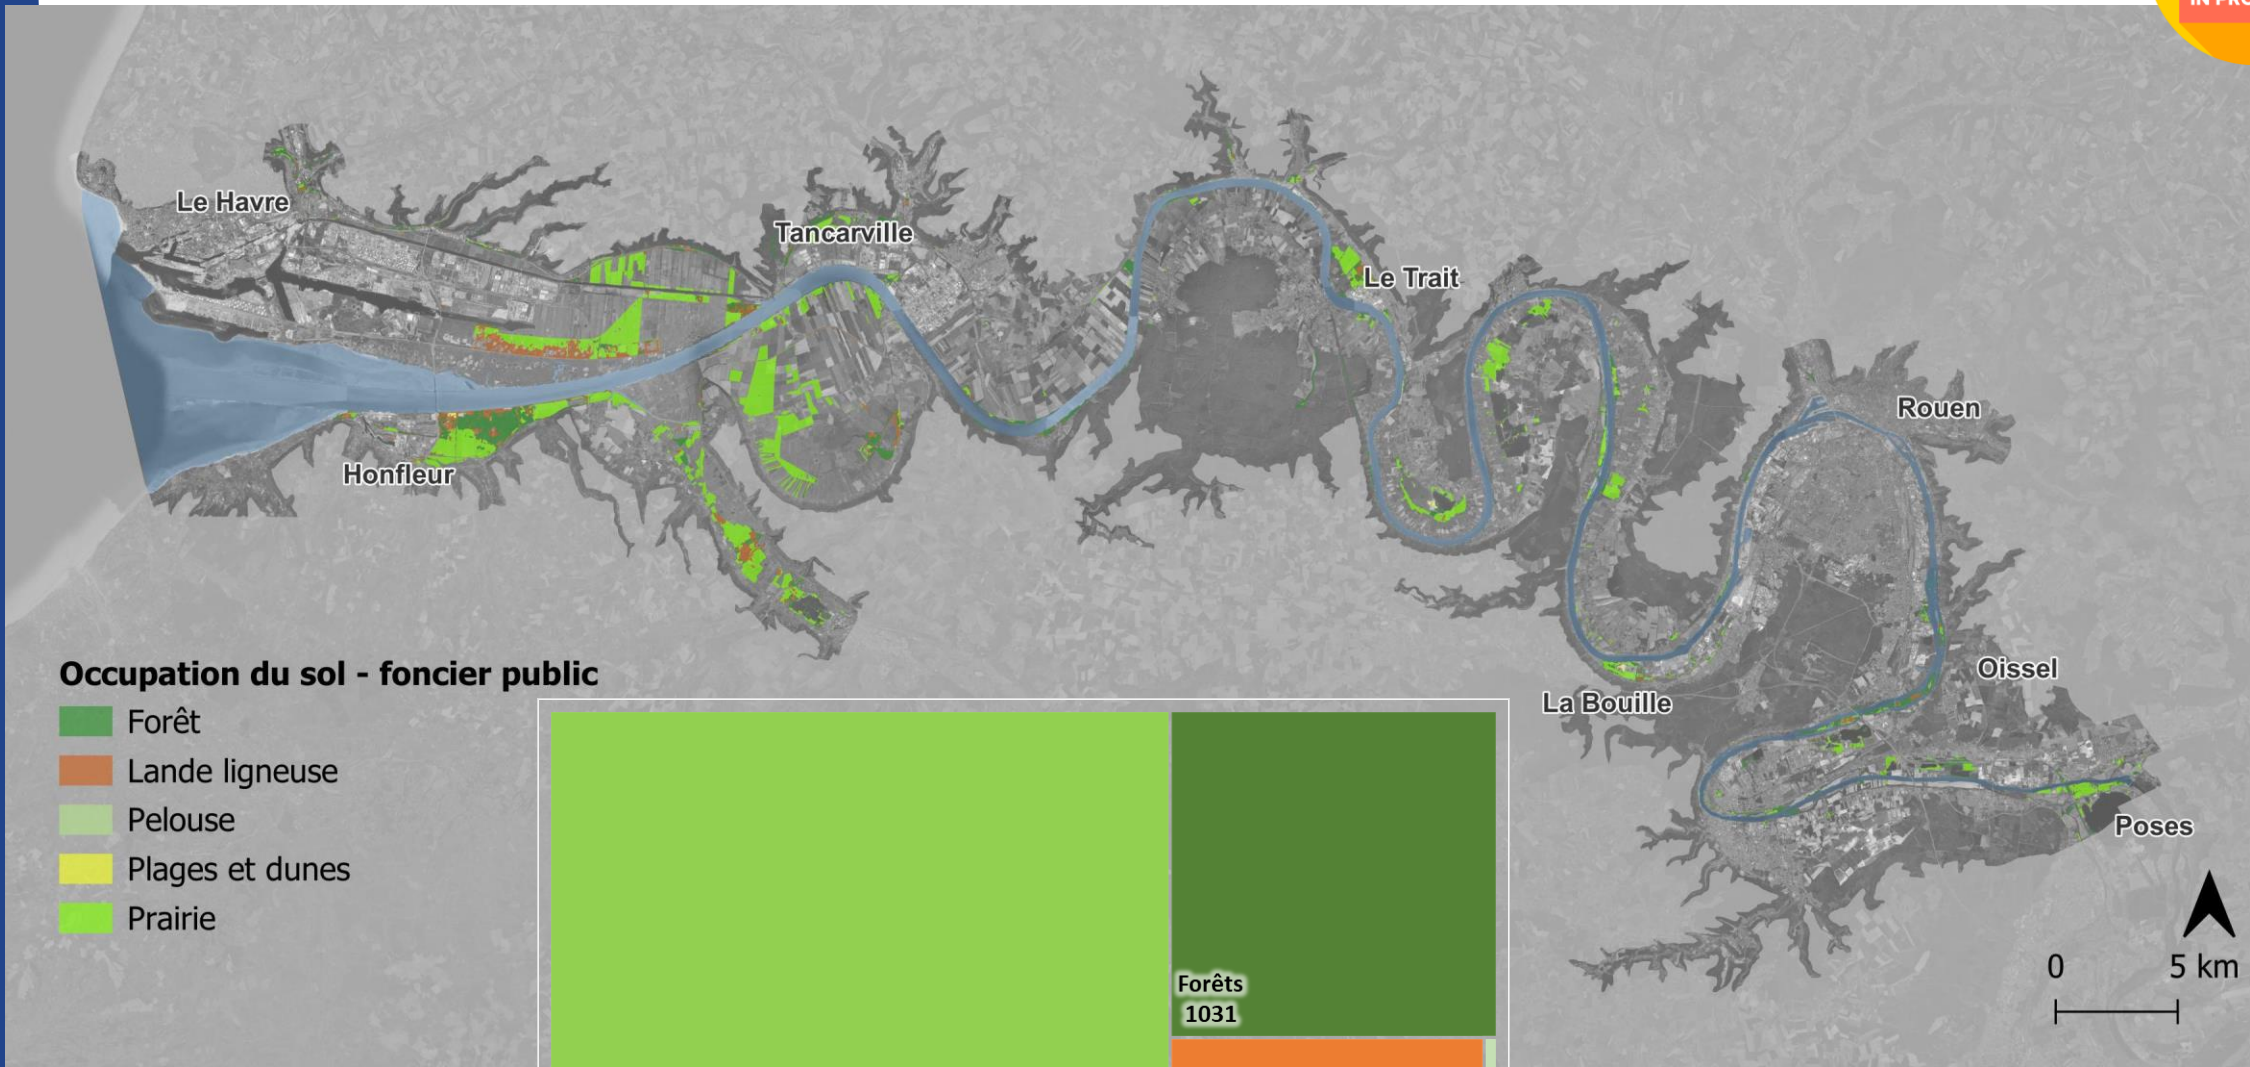 Le Havre
Tancarville
Le Trait
Rouen
Honfleur
Oissel
La Bouille
Poses
Occupation du sol - foncier public
Forêt
Lande ligneuse
Pelouse
Plages et dunes
Prairie
Forêts
1031
0 5 km